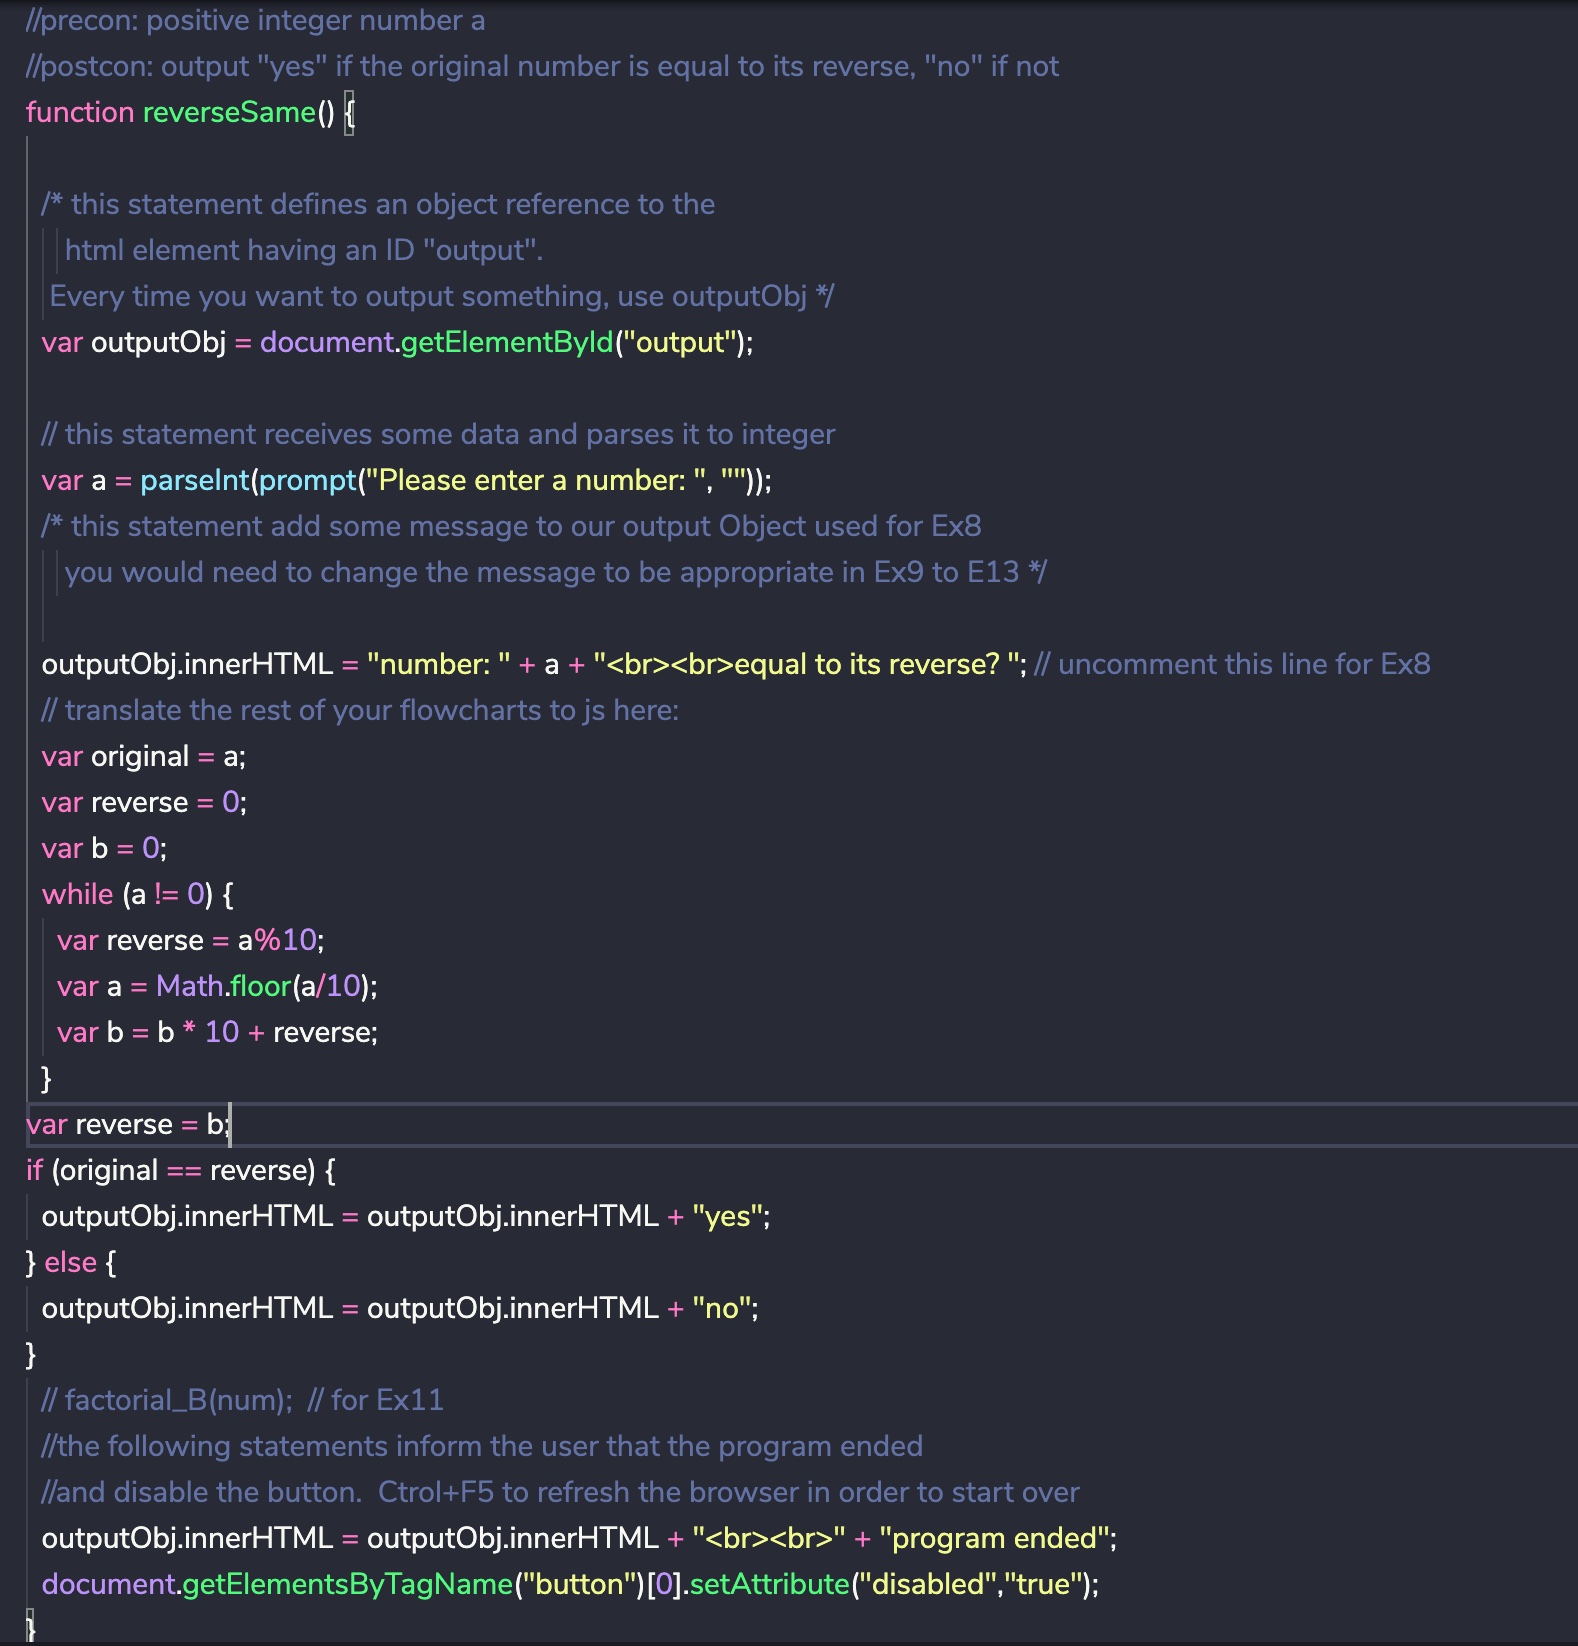 //precon: positive integer number a
//postcon: output "yes" if the original number is equal to its reverse, "no" if not
function reverseSame() {
/* this statement defines an object reference to the
html element having an ID "output".
Every time you want to output something, use outputObj */
var outputObj = document.getElementById("output");
// this statement receives some data and parses it to integer
var a = parseInt(prompt("Please enter a number: ", ""));
/* this statement add some message to our output Object used for Ex8
you would need to change the message to be appropriate in Ex9 to E13 */
outputObj.innerHTML = "number: " + a + "<br><br>equal to its reverse? "; // uncomment this line for Ex8
// translate the rest of your flowcharts to js here:
var original = a;
var reverse = 0;
var b = 0;
while (a != 0) {
var reverse = a%10;
var a = Math.floor(a/10);
var b = b * 10 + reverse;
}
var reverse = b;
if (original == reverse) {
outputObj.innerHTML = outputObj.innerHTML + "yes";
} else {
outputObj.innerHTML = outputObj.innerHTML + "no";
}
// factorial_B(num);  // for Ex11
//the following statements inform the user that the program ended
//and disable the button.  Ctrol+F5 to refresh the browser in order to start over
outputObj.innerHTML = outputObj.innerHTML + "<br><br>" + "program ended";
document.getElementsByTagName("button")[0].setAttribute("disabled","true");
}